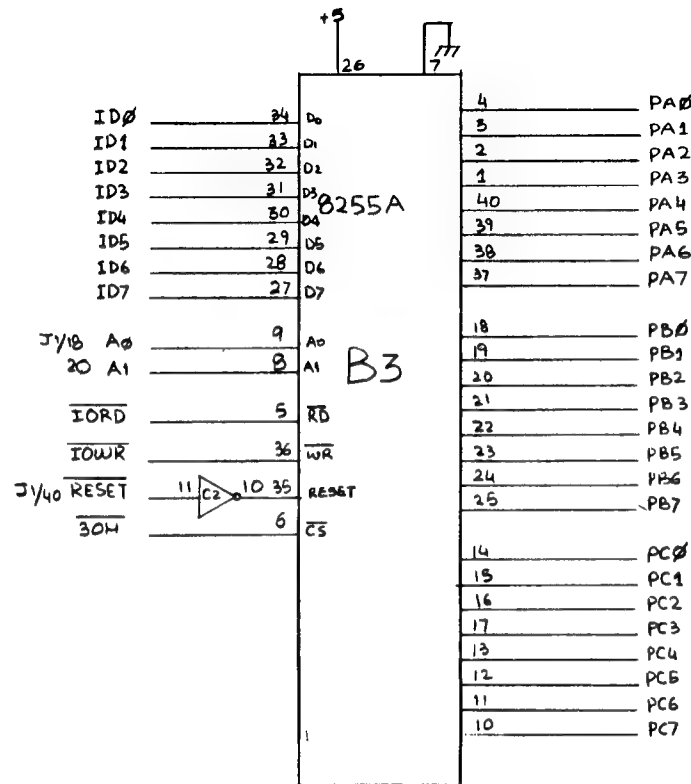 +5
26 7
IDØ 34 D0 4 PAØ
ID1 33 D1 3 PA1
ID2 32 D2 2 PA2
ID3 31 D3 1 PA3
8255A
ID4 30 D4 40 PA4
ID5 29 D5 39 PA5
ID6 28 D6 38 PA6
ID7 27 D7 37 PA7
J1/18 AØ 9 A0 18 PBØ
20 A1 8 A1 19 PB1
B3
20 PB2
21 PB3
IORD 5 RD 22 PB4
IOWR 36 WR 23 PB5
24 PB6
J1/40 RESET 11 C2 10 35 RESET 25 PB7
30H 6 CS
14 PCØ
15 PC1
16 PC2
17 PC3
13 PC4
12 PC5
11 PC6
10 PC7